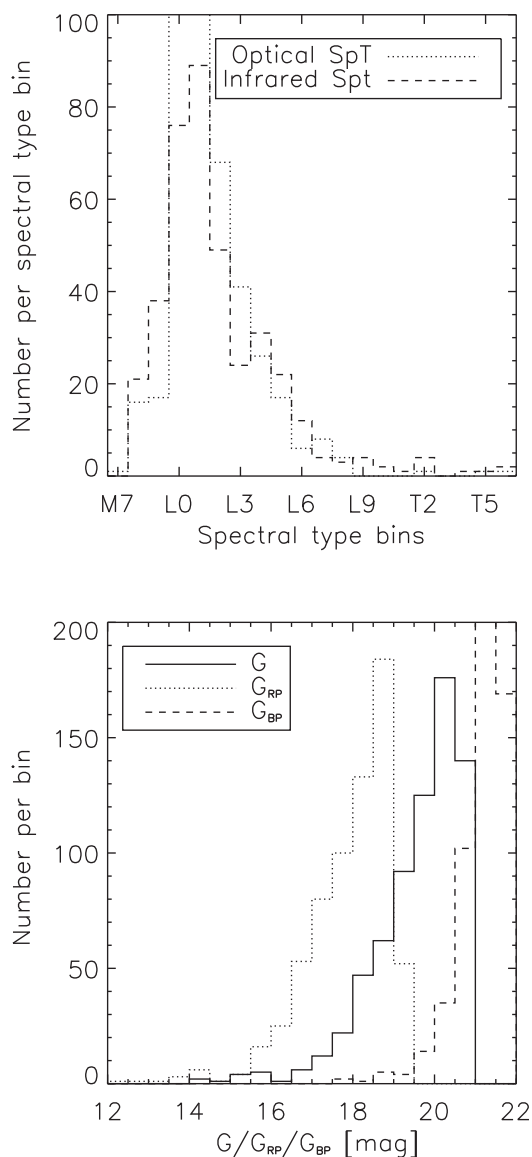 100
80
60
40
20
0
Number per spectral type bin
Optical SpT
Infrared Spt
M7 L0 L3 L6 L9 T2 T5
Spectral type bins
200
150
100
50
0
Number per bin
G
G_RP
G_BP
12 14 16 18 20 22
G/G_RP/G_BP [mag]